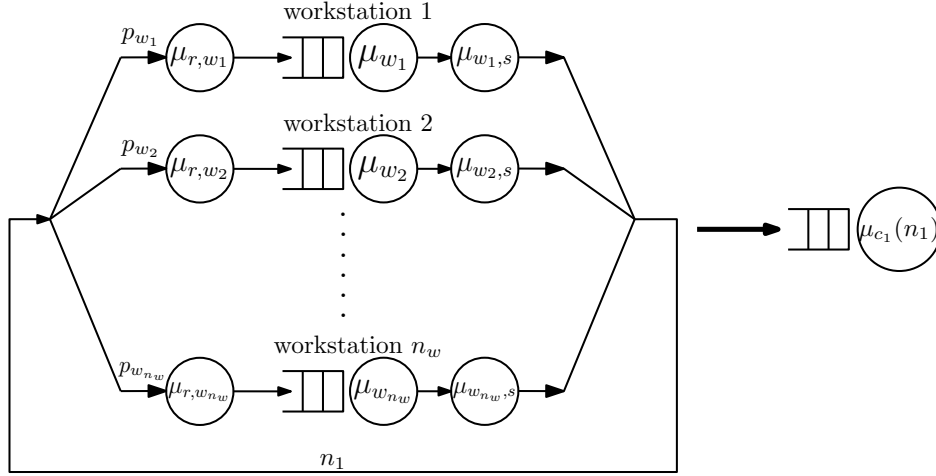 workstation 1
p_{w_1} μ_{r,w_1} μ_{w_1} μ_{w_1,s}
workstation 2
p_{w_2} μ_{r,w_2} μ_{w_2} μ_{w_2,s}
μ_{c_1}(n_1)
workstation n_w
p_{w_{n_w}} μ_{r,w_{n_w}} μ_{w_{n_w}} μ_{w_{n_w},s}
n_1